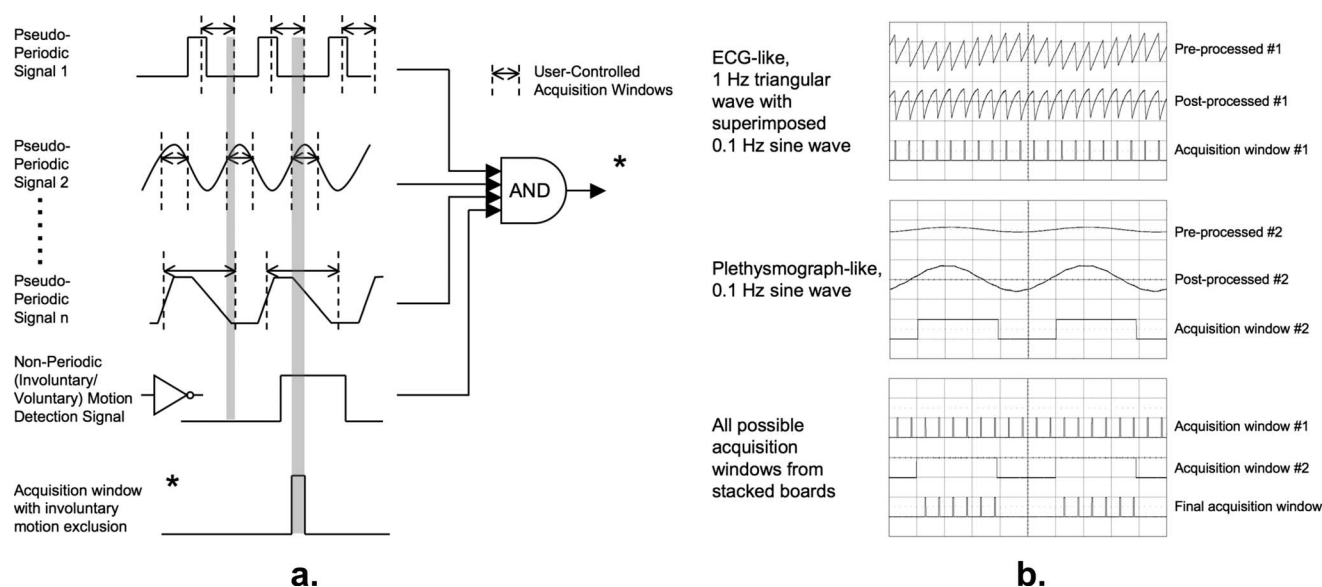 Pseudo-
Periodic
Signal 1
User-Controlled
Acquisition Windows
Pseudo-
Periodic
Signal 2
AND
*
Pseudo-
Periodic
Signal n
Non-Periodic
(Involuntary/
Voluntary) Motion
Detection Signal
Acquisition window
with involuntary
motion exclusion
*
a.
ECG-like,
1 Hz triangular
wave with
superimposed
0.1 Hz sine wave
Pre-processed #1
Post-processed #1
Acquisition window #1
Plethysmograph-like,
0.1 Hz sine wave
Pre-processed #2
Post-processed #2
Acquisition window #2
All possible
acquisition
windows from
stacked boards
Acquisition window #1
Acquisition window #2
Final acquisition window
b.